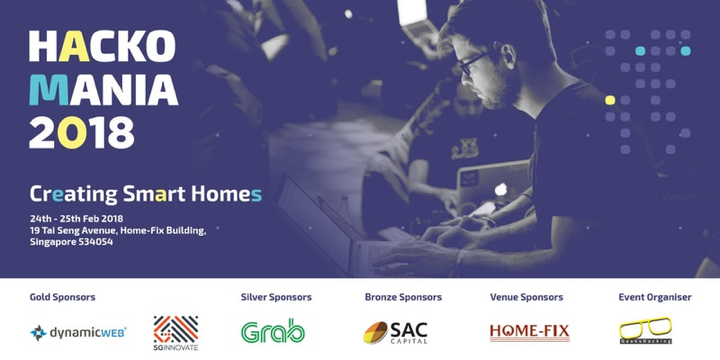 HACKO
MANIA
2018
Creating Smart Homes
24th - 25th Feb 2018
19 Tai Seng Avenue, Home-Fix Building,
Singapore 534054
Gold Sponsors
Silver Sponsors
Bronze Sponsors
Venue Sponsors
Event Organiser
dynamicWEB
SGINNOVATE
Grab
SAC
CAPITAL
HOME-FIX
GeeksHacking